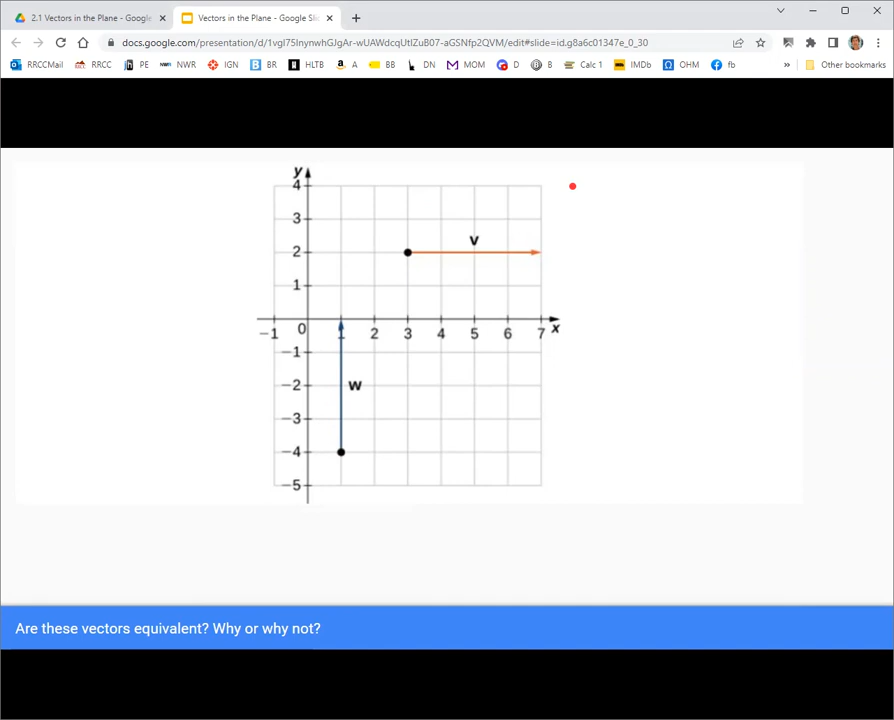 2.1 Vectors in the Plane - Google
Vectors in the Plane - Google Slid
docs.google.com/presentation/d/1vgI75InynwhGJgAr-wUAWdcqUtIZuB07-aGSNfp2QVM/edit#slide=id.g8a6c01347e_0_30
RRCCMail RRCC PE NWR IGN BR HLTB A BB DN MOM D B Calc 1 IMDb OHM fb » Other bookmarks
y
4
3
v
2
1
−1 0 1 2 3 4 5 6 7 x
−1
−2 w
−3
−4
−5
Are these vectors equivalent? Why or why not?